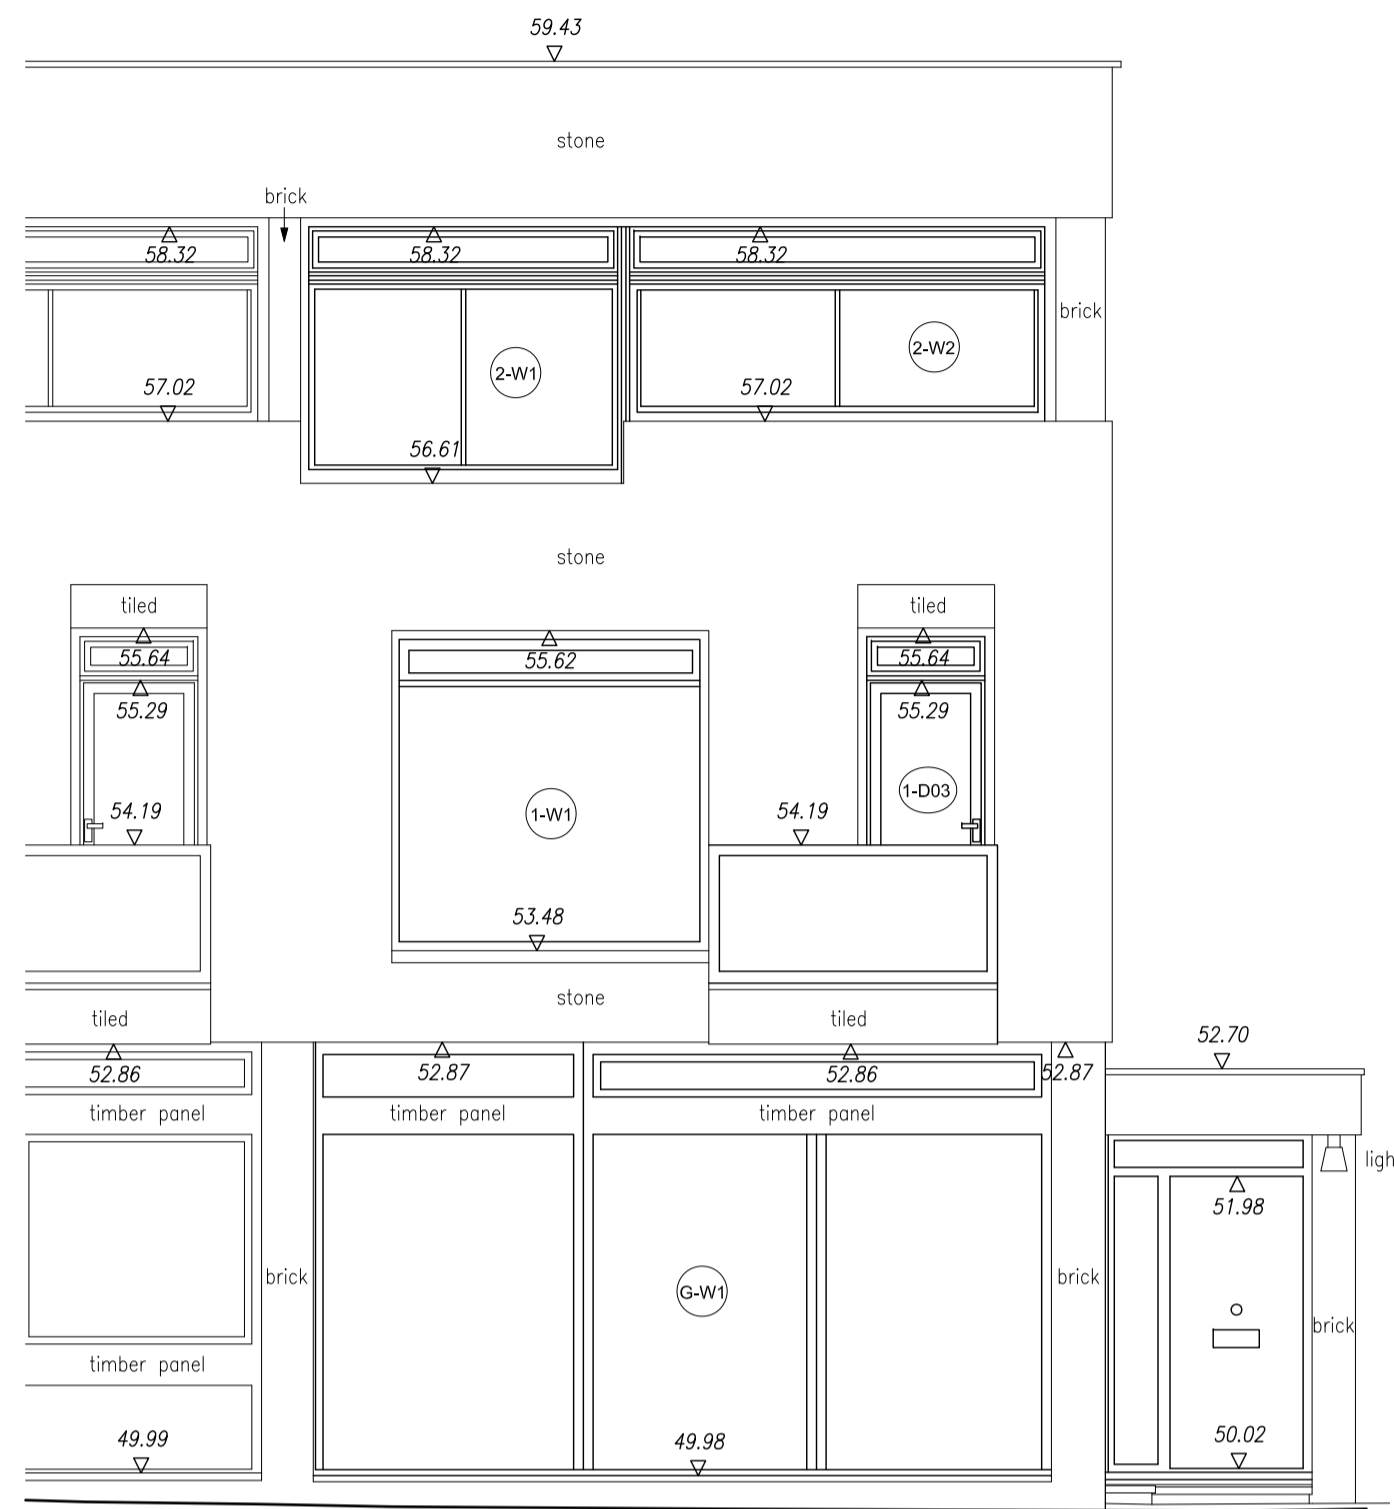 59.43
stone
brick
58.32
58.32
58.32
brick
2-W2
2-W1
57.02
57.02
56.61
stone
tiled
tiled
55.64
55.62
55.64
55.29
55.29
1-D03
54.19
1-W1
54.19
53.48
stone
tiled
tiled
52.70
52.86
52.87
52.86
52.87
timber panel
timber panel
timber panel
ligh
51.98
brick
G-W1
brick
brick
timber panel
49.99
49.98
50.02